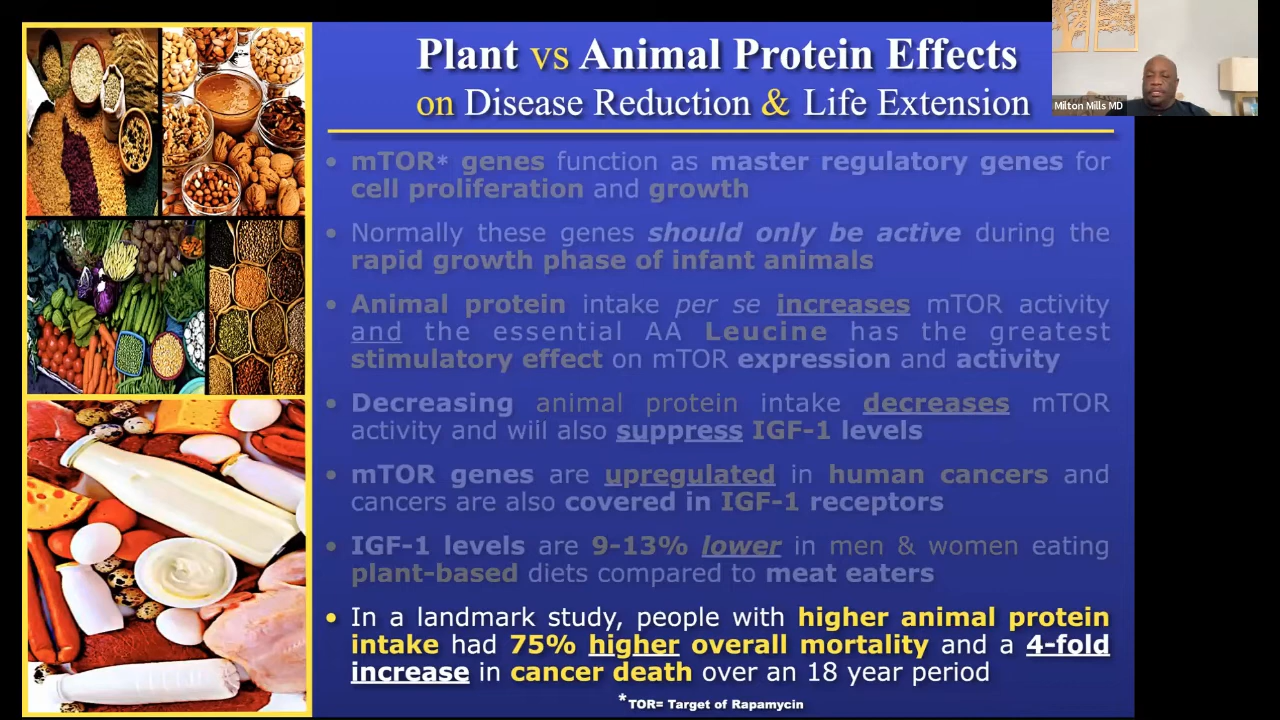 Plant vs Animal Protein Effects
on Disease Reduction & Life Extension
Milton Mills MD
• mTOR* genes function as master regulatory genes for
cell proliferation and growth
• Normally these genes should only be active during the
rapid growth phase of infant animals
• Animal protein intake per se increases mTOR activity
and the essential AA Leucine has the greatest
stimulatory effect on mTOR expression and activity
• Decreasing animal protein intake decreases mTOR
activity and will also suppress IGF-1 levels
• mTOR genes are upregulated in human cancers and
cancers are also covered in IGF-1 receptors
• IGF-1 levels are 9-13% lower in men & women eating
plant-based diets compared to meat eaters
• In a landmark study, people with higher animal protein
intake had 75% higher overall mortality and a 4-fold
increase in cancer death over an 18 year period
*TOR= Target of Rapamycin